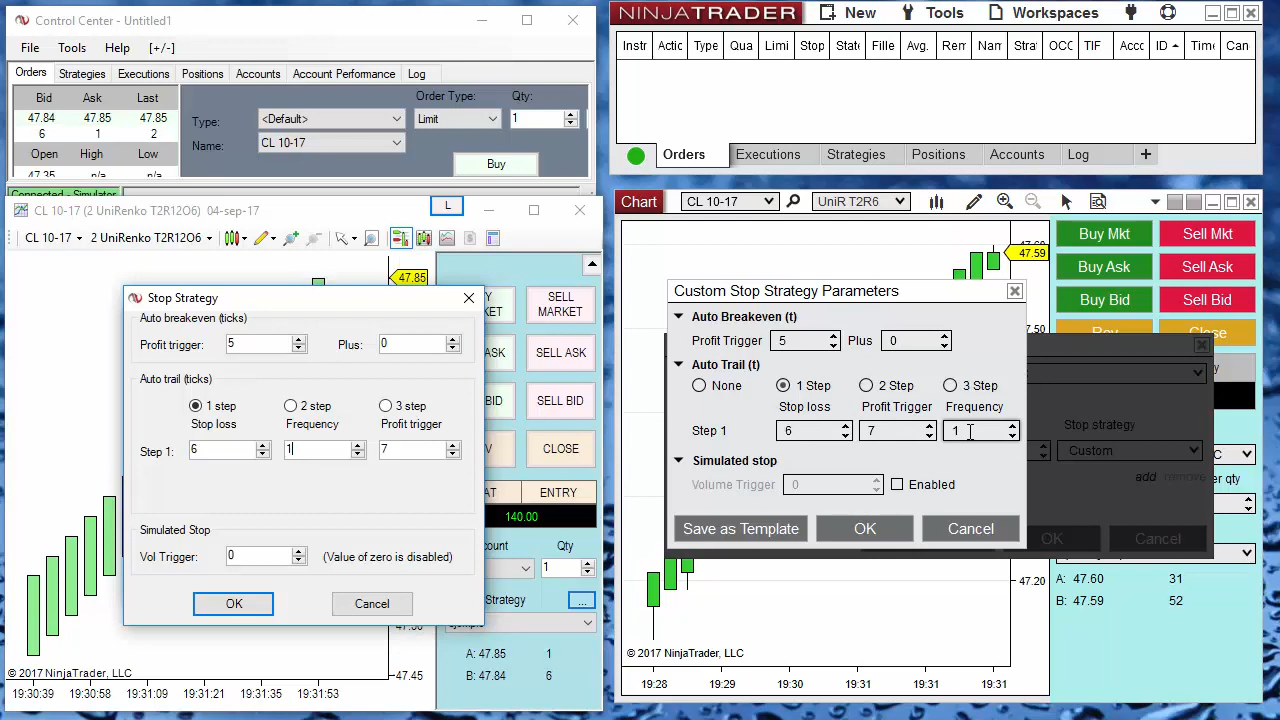 Control Center - Untitled1
File Tools Help [+/-]
Orders Strategies Executions Positions Accounts Account Performance Log
Bid Ask Last
47.84 47.85 47.85
6 1 2
Open High Low
47.35 n/a n/a
Order Type: Qty:
Type: <Default> Limit 1
Name: CL 10-17
Buy
Connected - Simulator
CL 10-17 (2 UniRenko T2R12O6) 04-sep-17 L
CL 10-17 2 UniRenko T2R12O6
47.85
SELL MARKET
SELL ASK
SELL BID
CLOSE
ENTRY
140.00
Qty
1
Strategy ...
A: 47.85 1
B: 47.84 6
© 2017 NinjaTrader, LLC 47.45
19:30:39 19:30:58 19:31:09 19:31:21 19:31:35 19:31:53
Stop Strategy
Auto breakeven (ticks)
Profit trigger: 5 Plus: 0
Auto trail (ticks)
1 step 2 step 3 step
Stop loss Frequency Profit trigger
Step 1: 6 1 7
Simulated Stop
Vol Trigger: 0 (Value of zero is disabled)
OK Cancel
NINJATRADER New Tools Workspaces
Instr Actic Type Qua Limi Stop State Fille Avg. Rem Nam Stra OCC TIF Acco ID Time Can
Orders Executions Strategies Positions Accounts Log +
Chart CL 10-17 UniR T2R6
47.59
Buy Mkt Sell Mkt
Buy Ask Sell Ask
Buy Bid Sell Bid
Close
47.20
A: 47.60 31
B: 47.59 52
© 2017 NinjaTrader, LLC
19:28 19:29 19:30 19:31 19:31
Custom Stop Strategy Parameters
Auto Breakeven (t)
Profit Trigger 5 Plus 0
Auto Trail (t)
None 1 Step 2 Step 3 Step
Stop loss Profit Trigger Frequency
Step 1 6 7 1
Simulated stop
Volume Trigger 0 Enabled
Save as Template OK Cancel
Stop strategy
Custom
add remove
OK Cancel